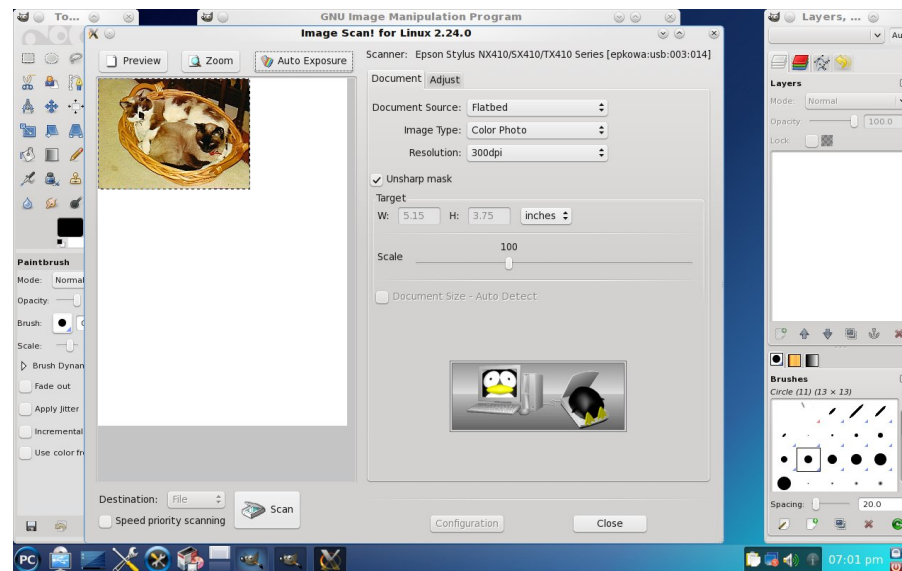 To...
GNU Image Manipulation Program
Layers, ...
Image Scan! for Linux 2.24.0
Au
Preview
Zoom
Auto Exposure
Scanner: Epson Stylus NX410/SX410/TX410 Series [epkowa:usb:003:014]
Document
Adjust
Document Source: Flatbed
Image Type: Color Photo
Resolution: 300dpi
Unsharp mask
Target
W: 5.15 H: 3.75 inches
Scale
100
Document Size - Auto Detect
Destination: File
Speed priority scanning
Scan
Configuration
Close
Paintbrush
Mode: Normal
Opacity:
Brush:
Scale:
Brush Dynan
Fade out
Apply Jitter
Incremental
Use color fr
Layers
Mode: Normal
Opacity: 100.0
Lock:
Brushes
Circle (11) (13 × 13)
Spacing: 20.0
PC
07:01 pm